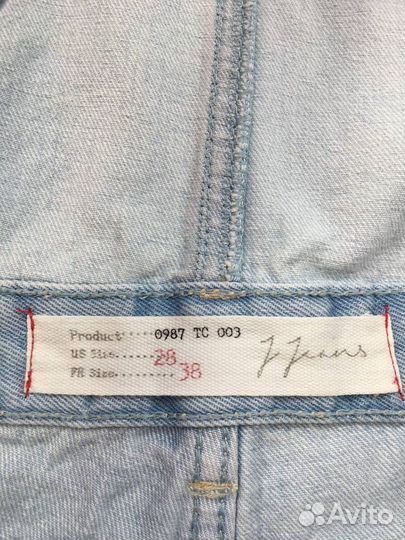 Product·····0987 TC 003
US Size.......28
FR Size.........38
J Jeans
Avito